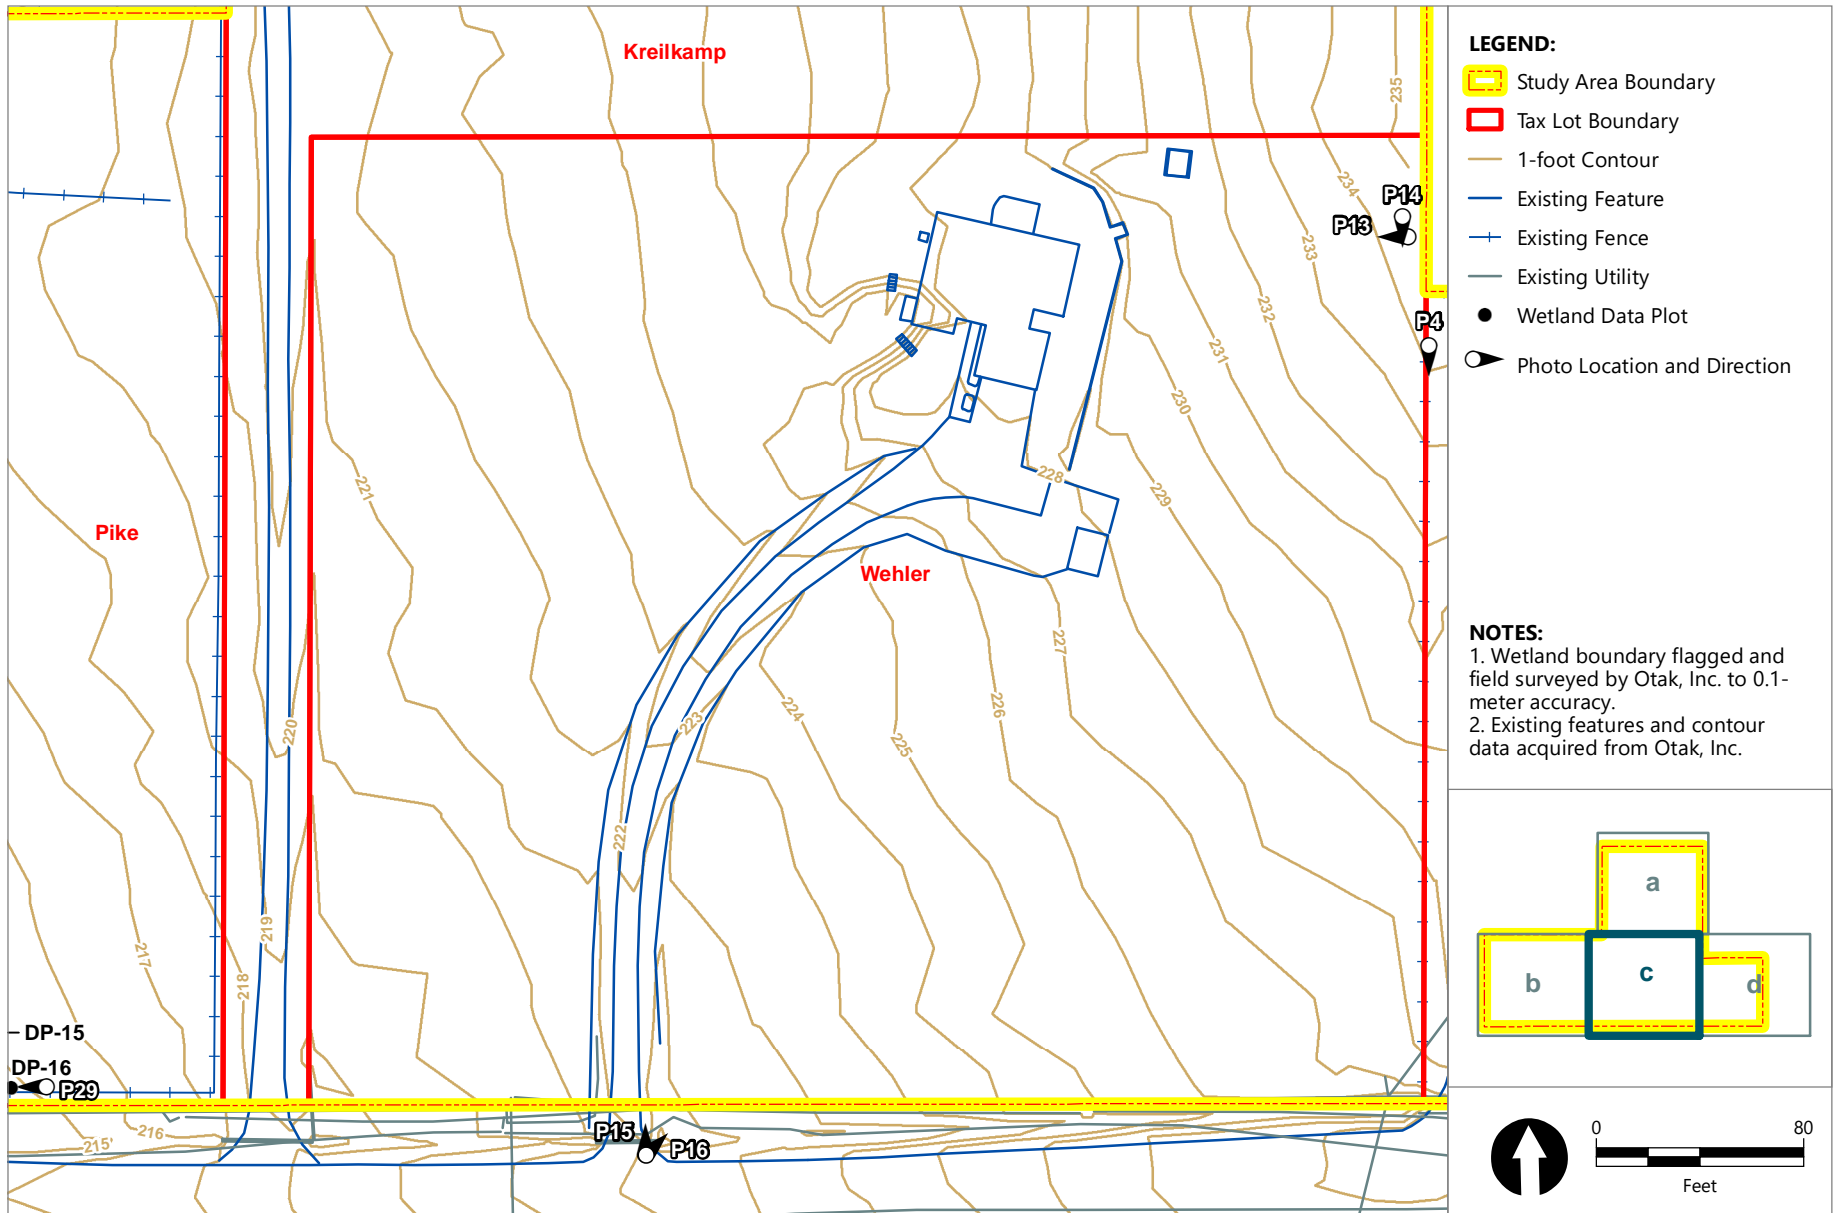 Kreilkamp
235
234
P14
P13
233
232
P4
231
230
221
228
229
Pike
Wehler
227
226
224
223
220
225
222
219
217
218
DP-15
DP-16
P29
P15
216
215'
P16
LEGEND:
Study Area Boundary
Tax Lot Boundary
1-foot Contour
Existing Feature
Existing Fence
Existing Utility
Wetland Data Plot
Photo Location and Direction
NOTES:
1. Wetland boundary flagged and
field surveyed by Otak, Inc. to 0.1-
meter accuracy.
2. Existing features and contour
data acquired from Otak, Inc.
a
b
c
d
0 80
Feet